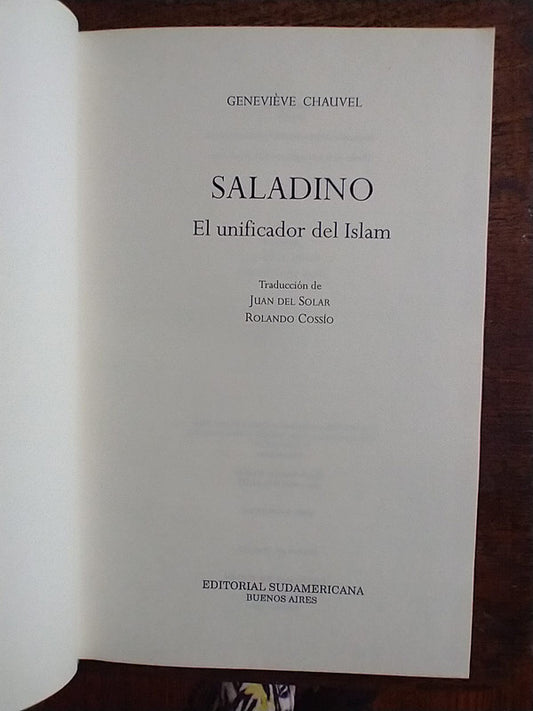 GENEVIÈVE CHAUVEL
SALADINO
El unificador del Islam
Traducción de
JUAN DEL SOLAR
ROLANDO COSSÍO
EDITORIAL SUDAMERICANA
BUENOS AIRES